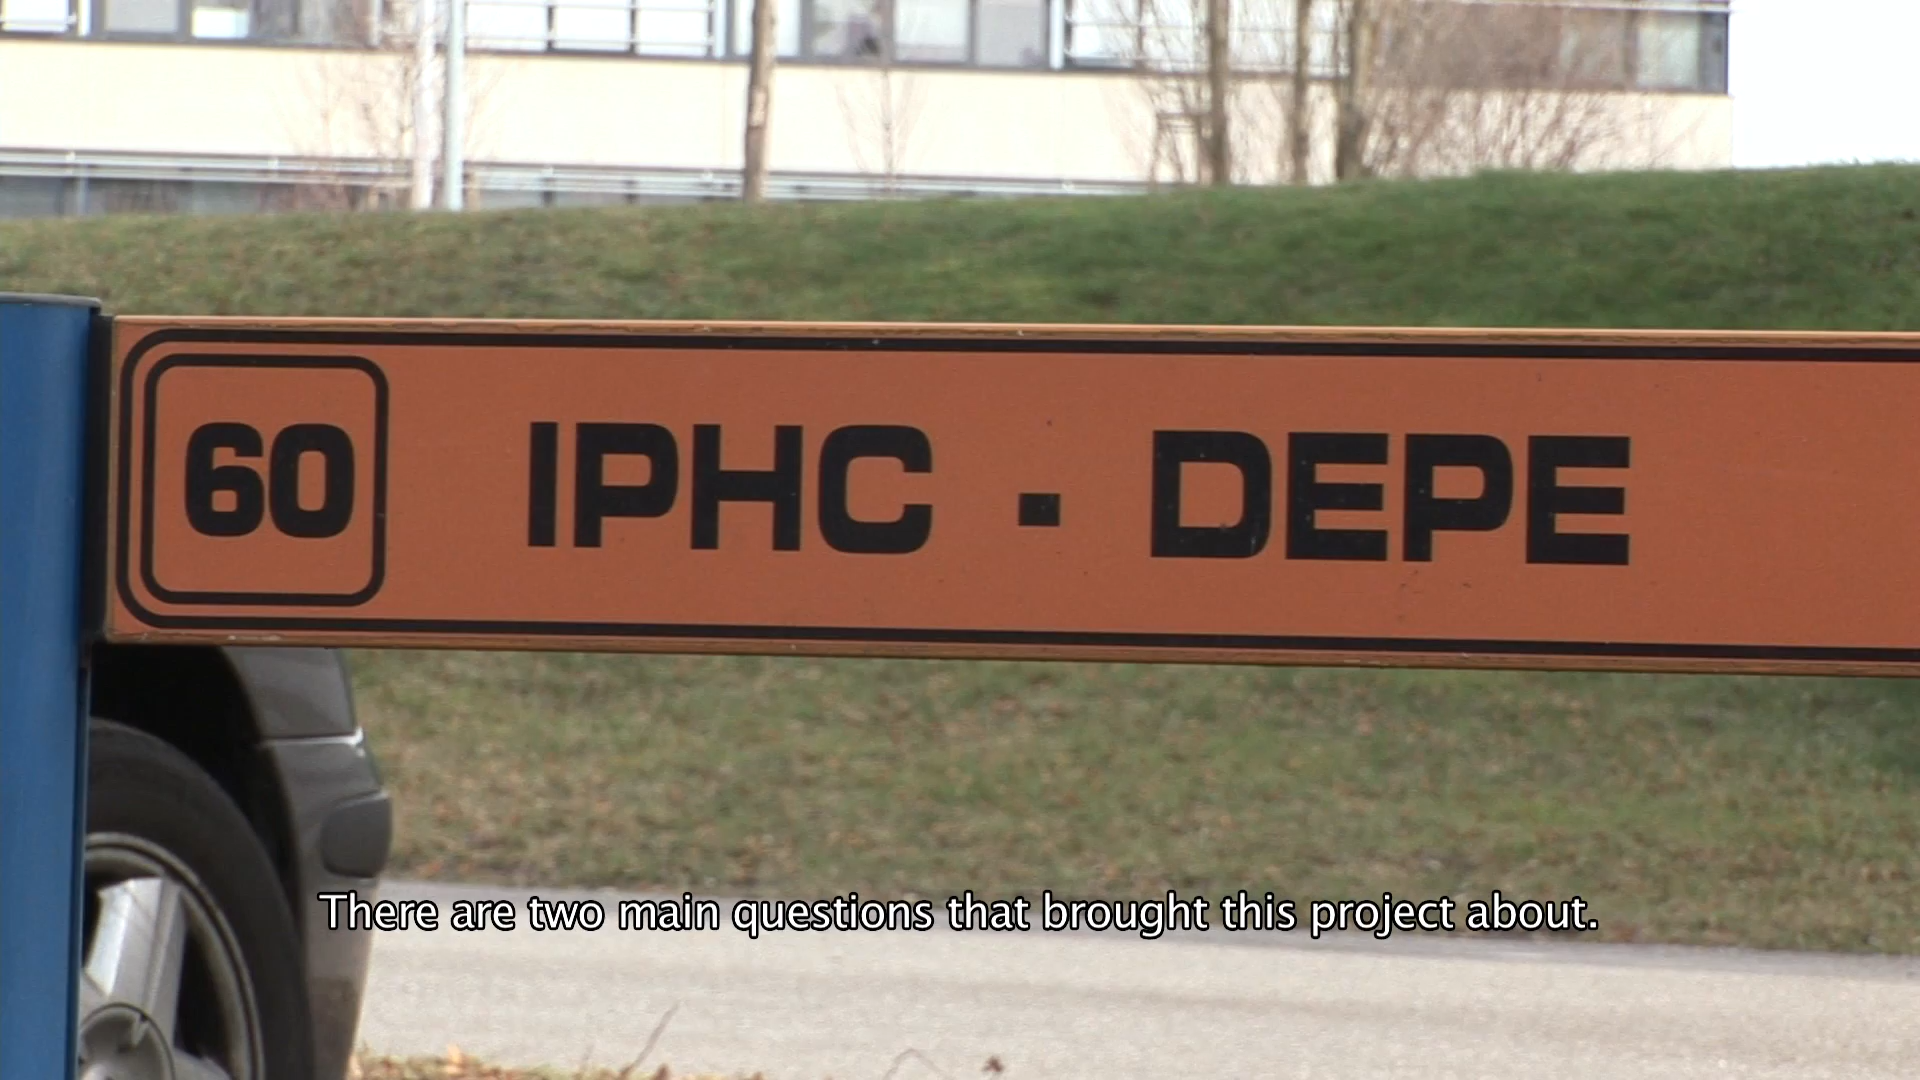 60 IPHC . DEPE
There are two main questions that brought this project about.